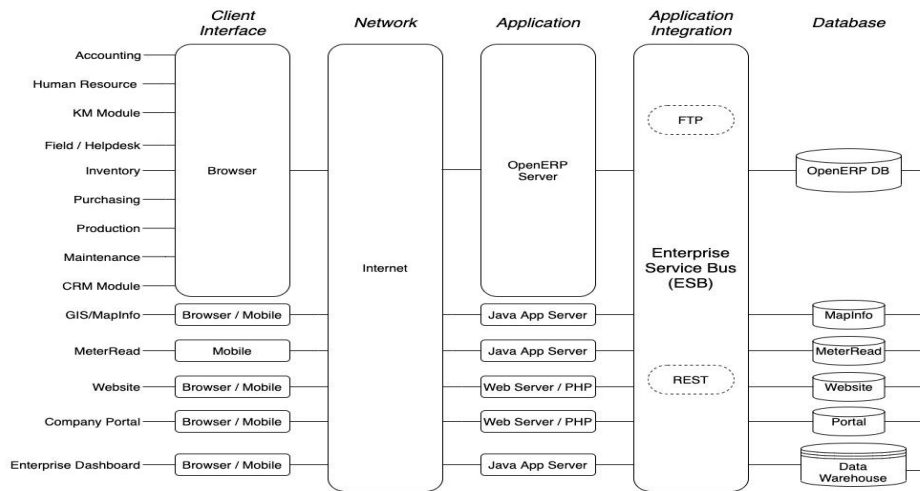 Client
Interface
Network
Application
Application
Integration
Database
Accounting
Human Resource
KM Module
Field / Helpdesk
Inventory
Purchasing
Production
Maintenance
CRM Module
GIS/MapInfo
MeterRead
Website
Company Portal
Enterprise Dashboard
Browser
Browser / Mobile
Mobile
Browser / Mobile
Browser / Mobile
Browser / Mobile
Internet
OpenERP
Server
Java App Server
Java App Server
Web Server / PHP
Web Server / PHP
Java App Server
FTP
Enterprise
Service Bus
(ESB)
REST
OpenERP DB
MapInfo
MeterRead
Website
Portal
Data
Warehouse